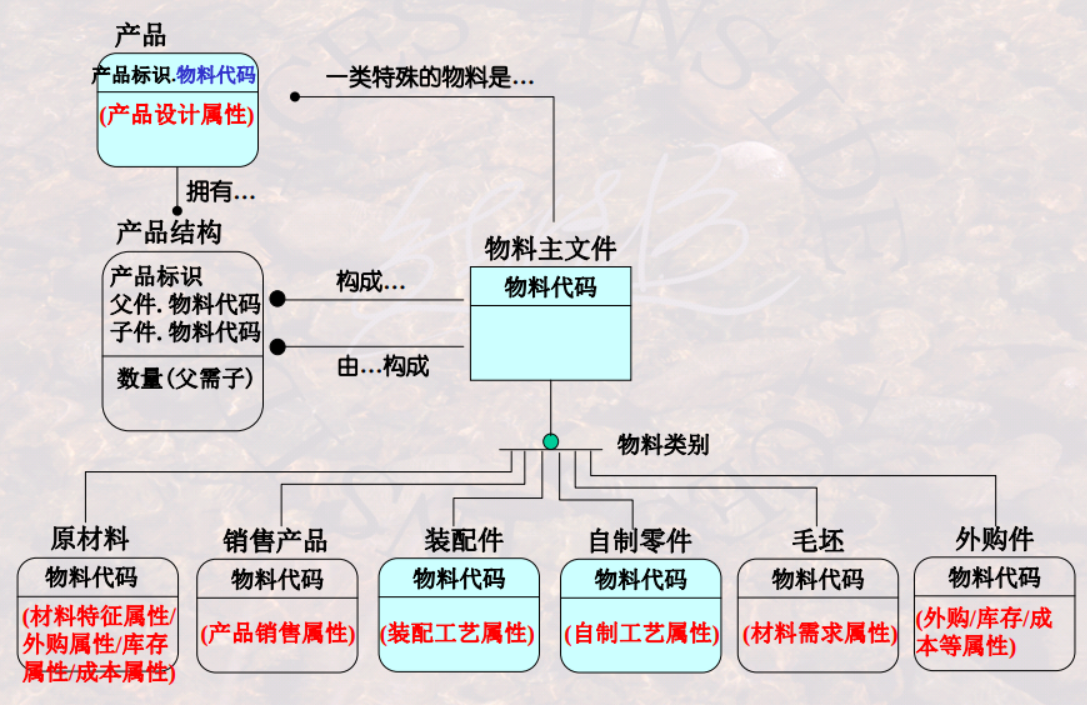 产品
产品标识.物料代码
(产品设计属性)
一类特殊的物料是…
拥有…
产品结构
产品标识
父件.物料代码
子件.物料代码
数量(父需子)
构成…
由…构成
物料主文件
物料代码
物料类别
原材料
物料代码
(材料特征属性/
外购属性/库存
属性/成本属性)
销售产品
物料代码
(产品销售属性)
装配件
物料代码
(装配工艺属性)
自制零件
物料代码
(自制工艺属性)
毛坯
物料代码
(材料需求属性)
外购件
物料代码
(外购/库存/成
本等属性)